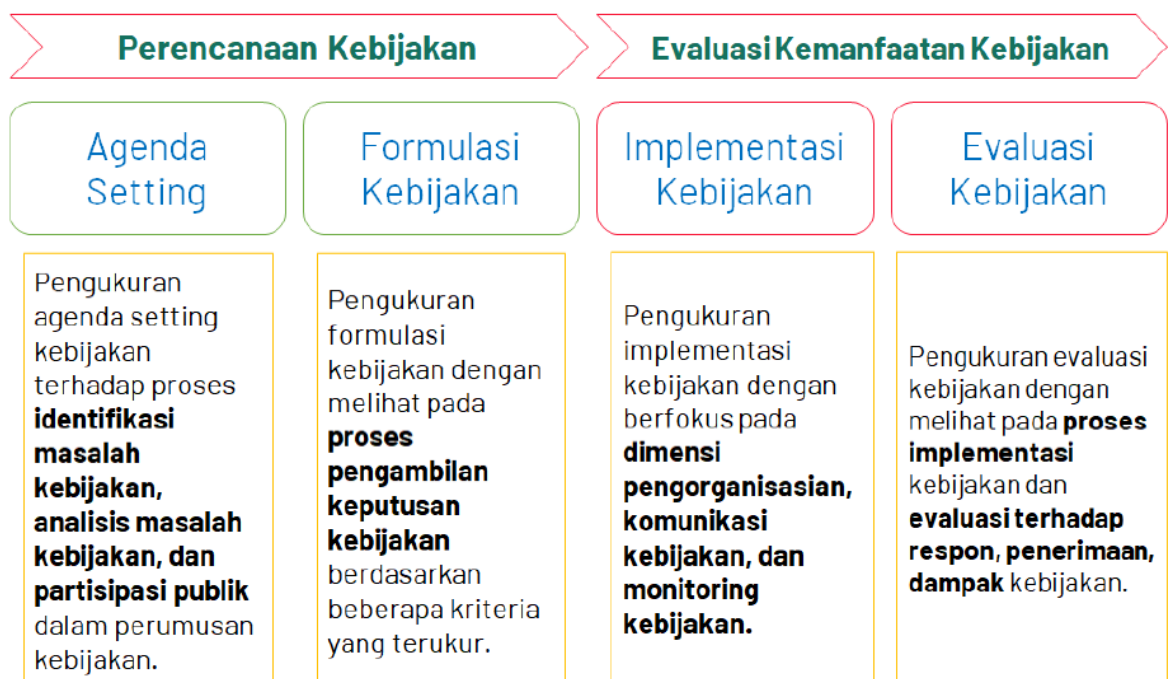 Perencanaan Kebijakan
Evaluasi Kemanfaatan Kebijakan
Agenda
Setting
Formulasi
Kebijakan
Implementasi
Kebijakan
Evaluasi
Kebijakan
Pengukuran
agenda setting
kebijakan
terhadap proses
identifikasi
masalah
kebijakan,
analisis masalah
kebijakan, dan
partisipasi publik
dalam perumusan
kebijakan.
Pengukuran
formulasi
kebijakan dengan
melihat pada
proses
pengambilan
keputusan
kebijakan
berdasarkan
beberapa kriteria
yang terukur.
Pengukuran
implementasi
kebijakan dengan
berfokus pada
dimensi
pengorganisasian,
komunikasi
kebijakan, dan
monitoring
kebijakan.
Pengukuran evaluasi
kebijakan dengan
melihat pada proses
implementasi
kebijakan dan
evaluasi terhadap
respon, penerimaan,
dampak kebijakan.